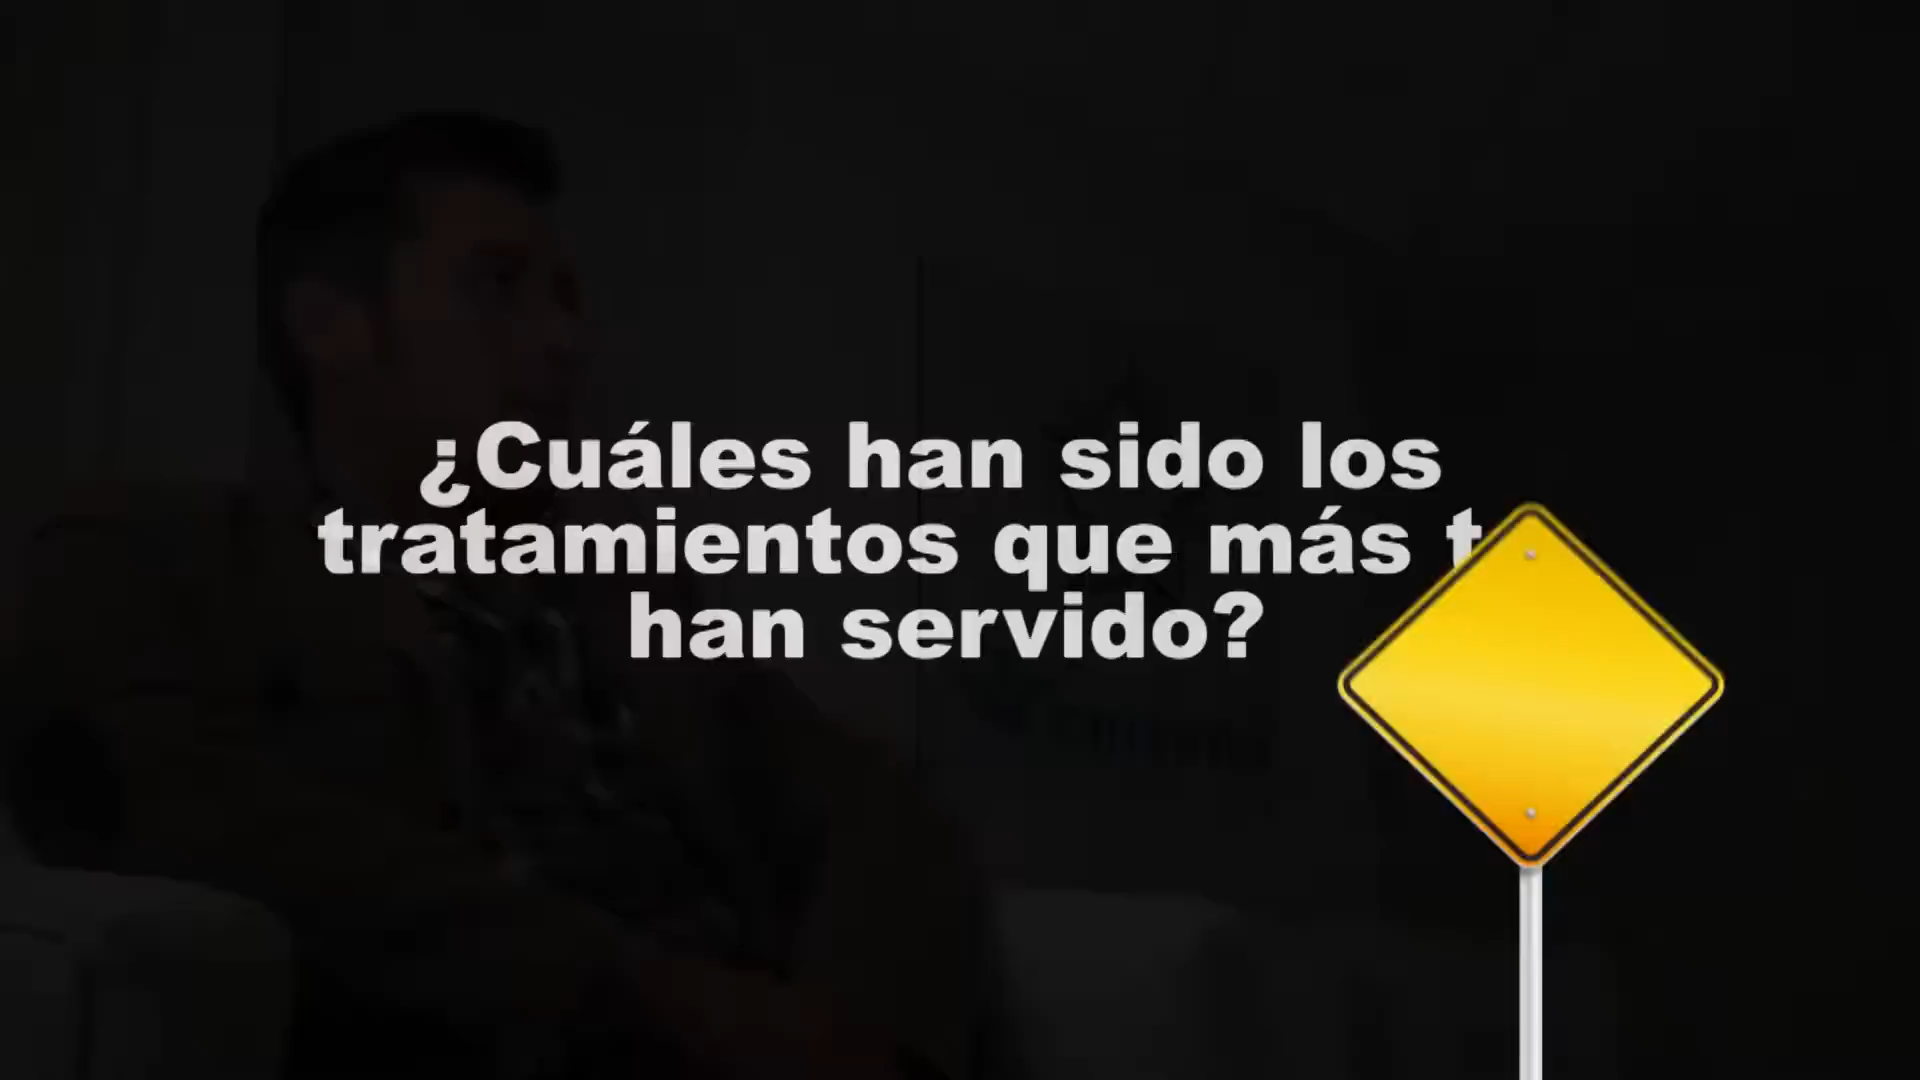 ¿Cuáles han sido los
tratamientos que más t
han servido?